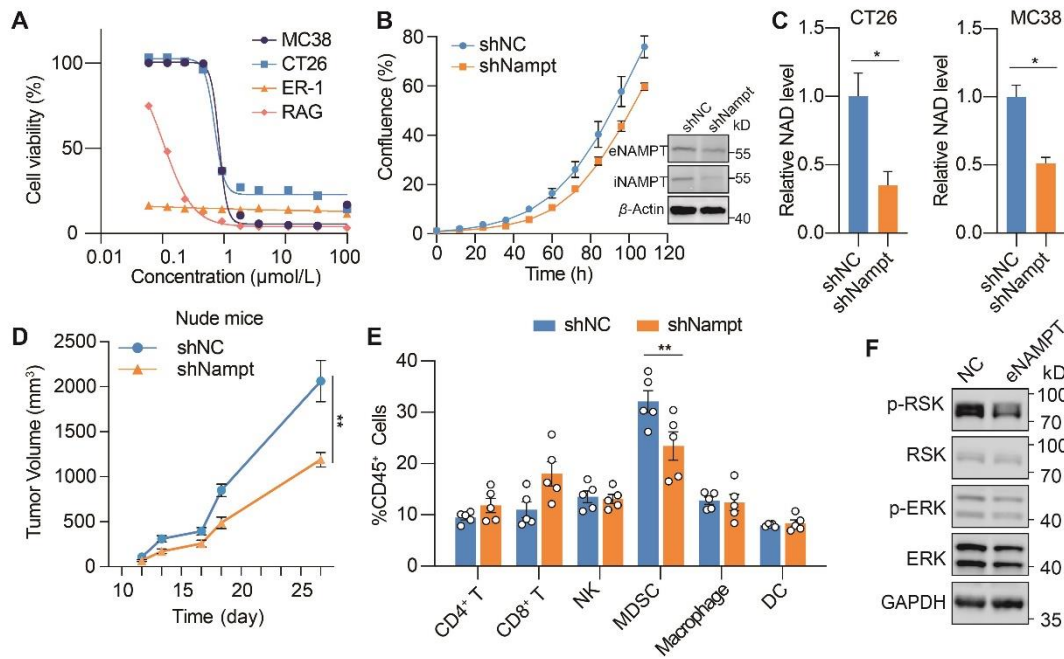 A
Cell viability (%)
100
50
0
MC38
CT26
ER-1
RAG
0.01
0.1
1
10
100
Concentration (μmol/L)
B
Confluence (%)
100
80
60
40
20
0
shNC
shNampt
0 20 40 60 80 100 120
Time (h)
shNC
shNampt
kD
eNAMPT
55
iNAMPT
55
β-Actin
40
C
CT26
Relative NAD level
1.5
1.0
0.5
0.0
*
shNC
shNampt
MC38
Relative NAD level
1.5
1.0
0.5
0.0
*
shNC
shNampt
D
Nude mice
shNC
shNampt
Tumor Volume (mm³)
2500
2000
1500
1000
500
0
**
10 15 20 25
Time (day)
E
shNC
shNampt
%CD45⁺ Cells
40
30
20
10
0
**
CD4⁺ T
CD8⁺ T
NK
MDSC
Macrophage
DC
F
NC
eNAMPT
kD
p-RSK
100
70
RSK
100
70
p-ERK
40
ERK
40
GAPDH
35